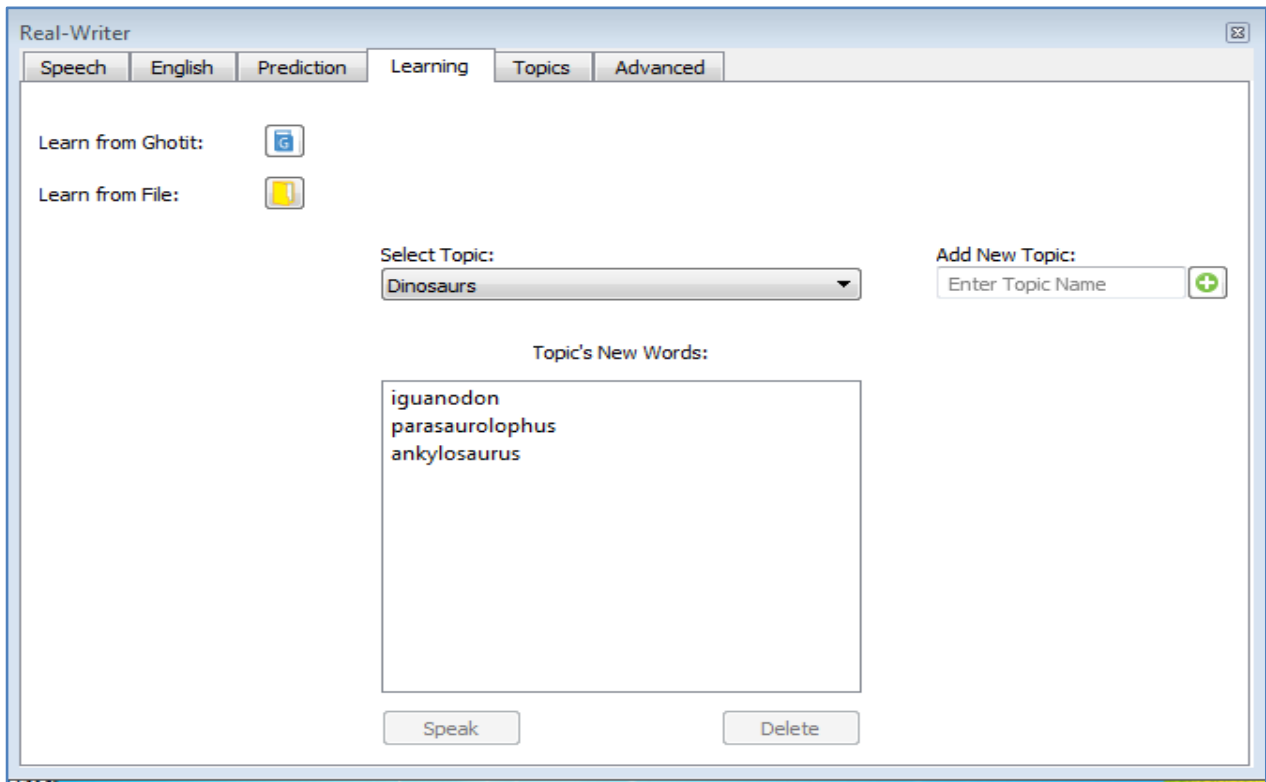 Real-Writer
Speech English Prediction Learning Topics Advanced
Learn from Ghotit: G
Learn from File:
Select Topic: Add New Topic:
Dinosaurs Enter Topic Name
Topic's New Words:
iguanodon
parasaurolophus
ankylosaurus
Speak Delete